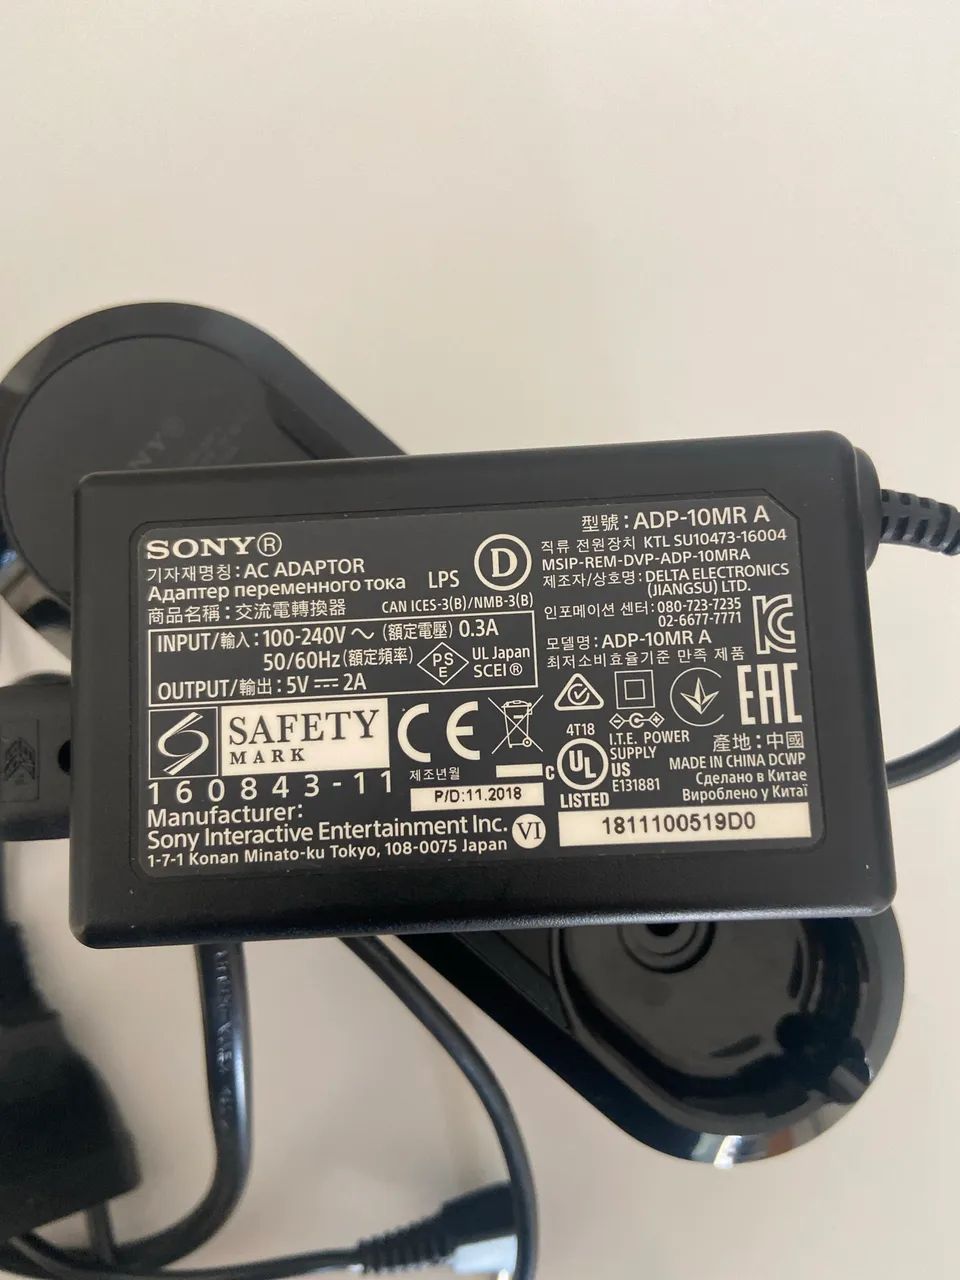 SONY®
기자재명칭: AC ADAPTOR
Адаптер переменного тока
商品名稱: 交流電轉換器
LPS
D
CAN ICES-3(B)/NMB-3(B)
INPUT/輸入: 100-240V ～ (額定電壓) 0.3A
50/60Hz (額定頻率)
OUTPUT/輸出: 5V ⎓ 2A
PS
E
UL Japan
SCEI®
型號: ADP-10MR A
직류 전원장치 KTL SU10473-16004
MSIP-REM-DVP-ADP-10MRA
제조자/상호명: DELTA ELECTRONICS
(JIANGSU) LTD.
인포메이션 센터: 080-723-7235
02-6677-7771
모델명: ADP-10MR A
최저소비효율기준 만족 제품
SAFETY
MARK
160843-11
CE
제조년월
P/D:11.2018
4T18
I.T.E. POWER
SUPPLY
C UL US
LISTED
E131881
EAC
產地: 中國
MADE IN CHINA DCWP
Сделано в Китае
Вироблено у Китаї
Manufacturer:
Sony Interactive Entertainment Inc.
VI
1-7-1 Konan Minato-ku Tokyo, 108-0075 Japan
1811100519D0